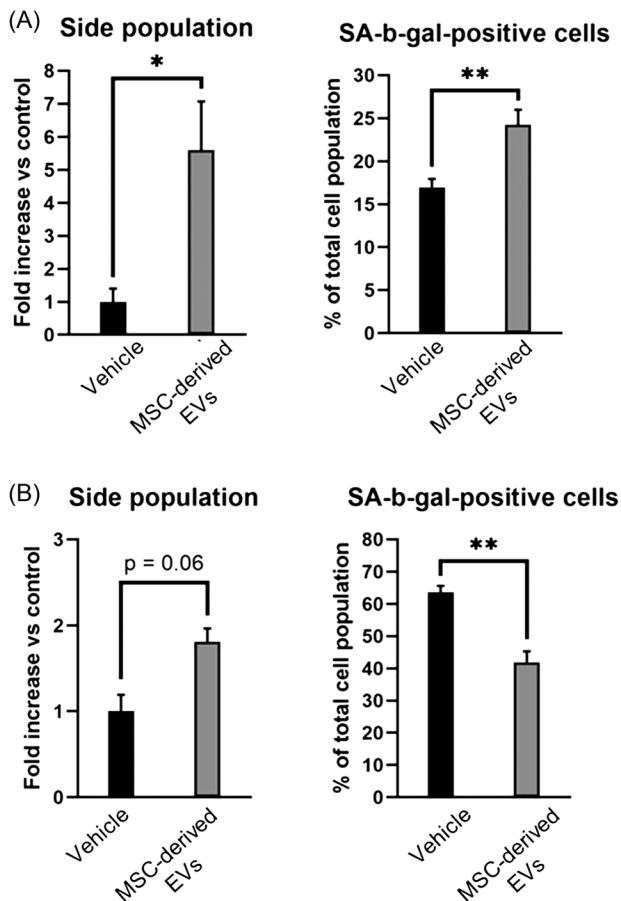 (A)
Side population
Fold increase vs control
8
7
6
5
4
3
2
1
0
*
Vehicle
MSC-derived
EVs
SA-b-gal-positive cells
% of total cell population
30
25
20
15
10
5
0
**
Vehicle
MSC-derived
EVs
(B)
Side population
Fold increase vs control
3
2
1
0
p = 0.06
Vehicle
MSC-derived
EVs
SA-b-gal-positive cells
% of total cell population
80
70
60
50
40
30
20
10
0
**
Vehicle
MSC-derived
EVs